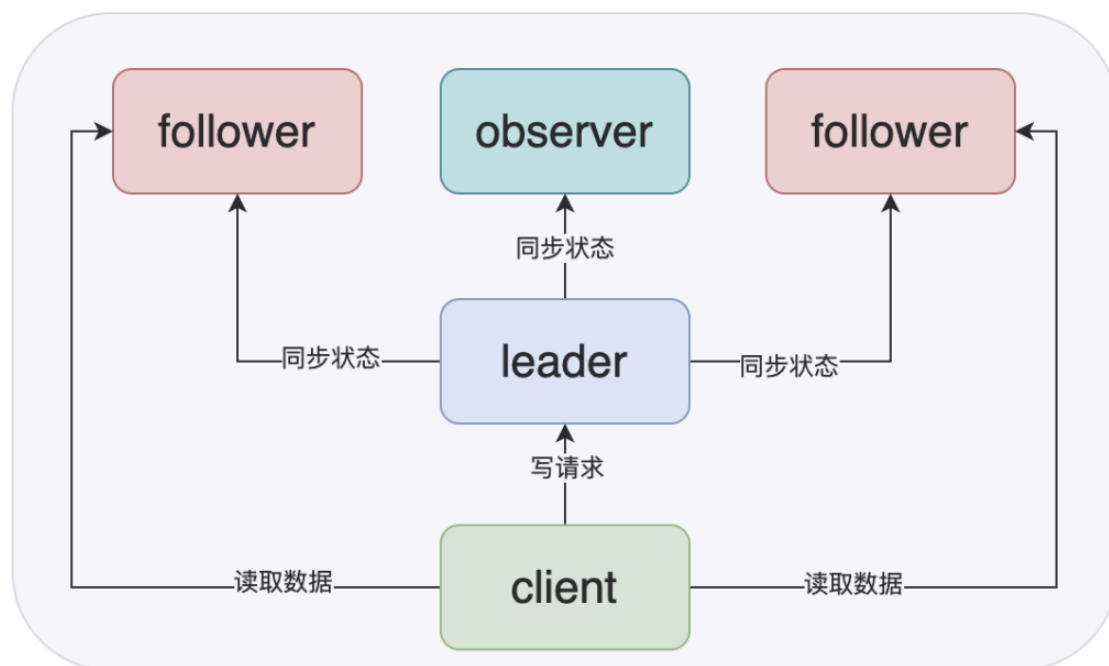 follower
observer
follower
同步状态
同步状态
leader
同步状态
写请求
读取数据
client
读取数据